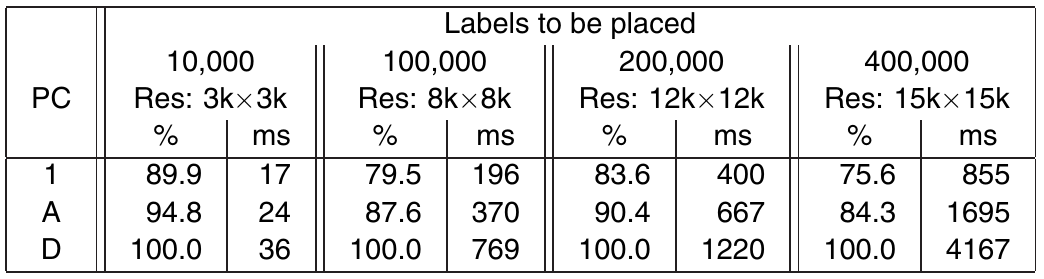 Labels to be placed
10,000 100,000 200,000 400,000
PC Res: 3k×3k Res: 8k×8k Res: 12k×12k Res: 15k×15k
% ms % ms % ms % ms
1 89.9 17 79.5 196 83.6 400 75.6 855
A 94.8 24 87.6 370 90.4 667 84.3 1695
D 100.0 36 100.0 769 100.0 1220 100.0 4167